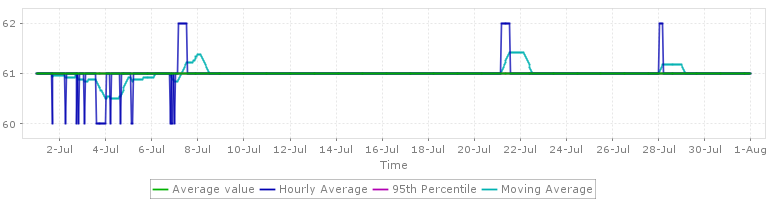 62
61
60
2-Jul 4-Jul 6-Jul 8-Jul 10-Jul 12-Jul 14-Jul 16-Jul 18-Jul 20-Jul 22-Jul 24-Jul 26-Jul 28-Jul 30-Jul 1-Aug
Time
Average value Hourly Average 95th Percentile Moving Average